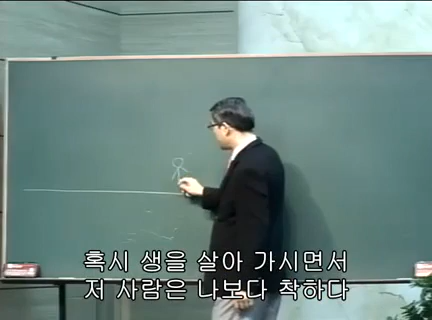 혹시 생을 살아 가시면서
저 사람은 나보다 착하다